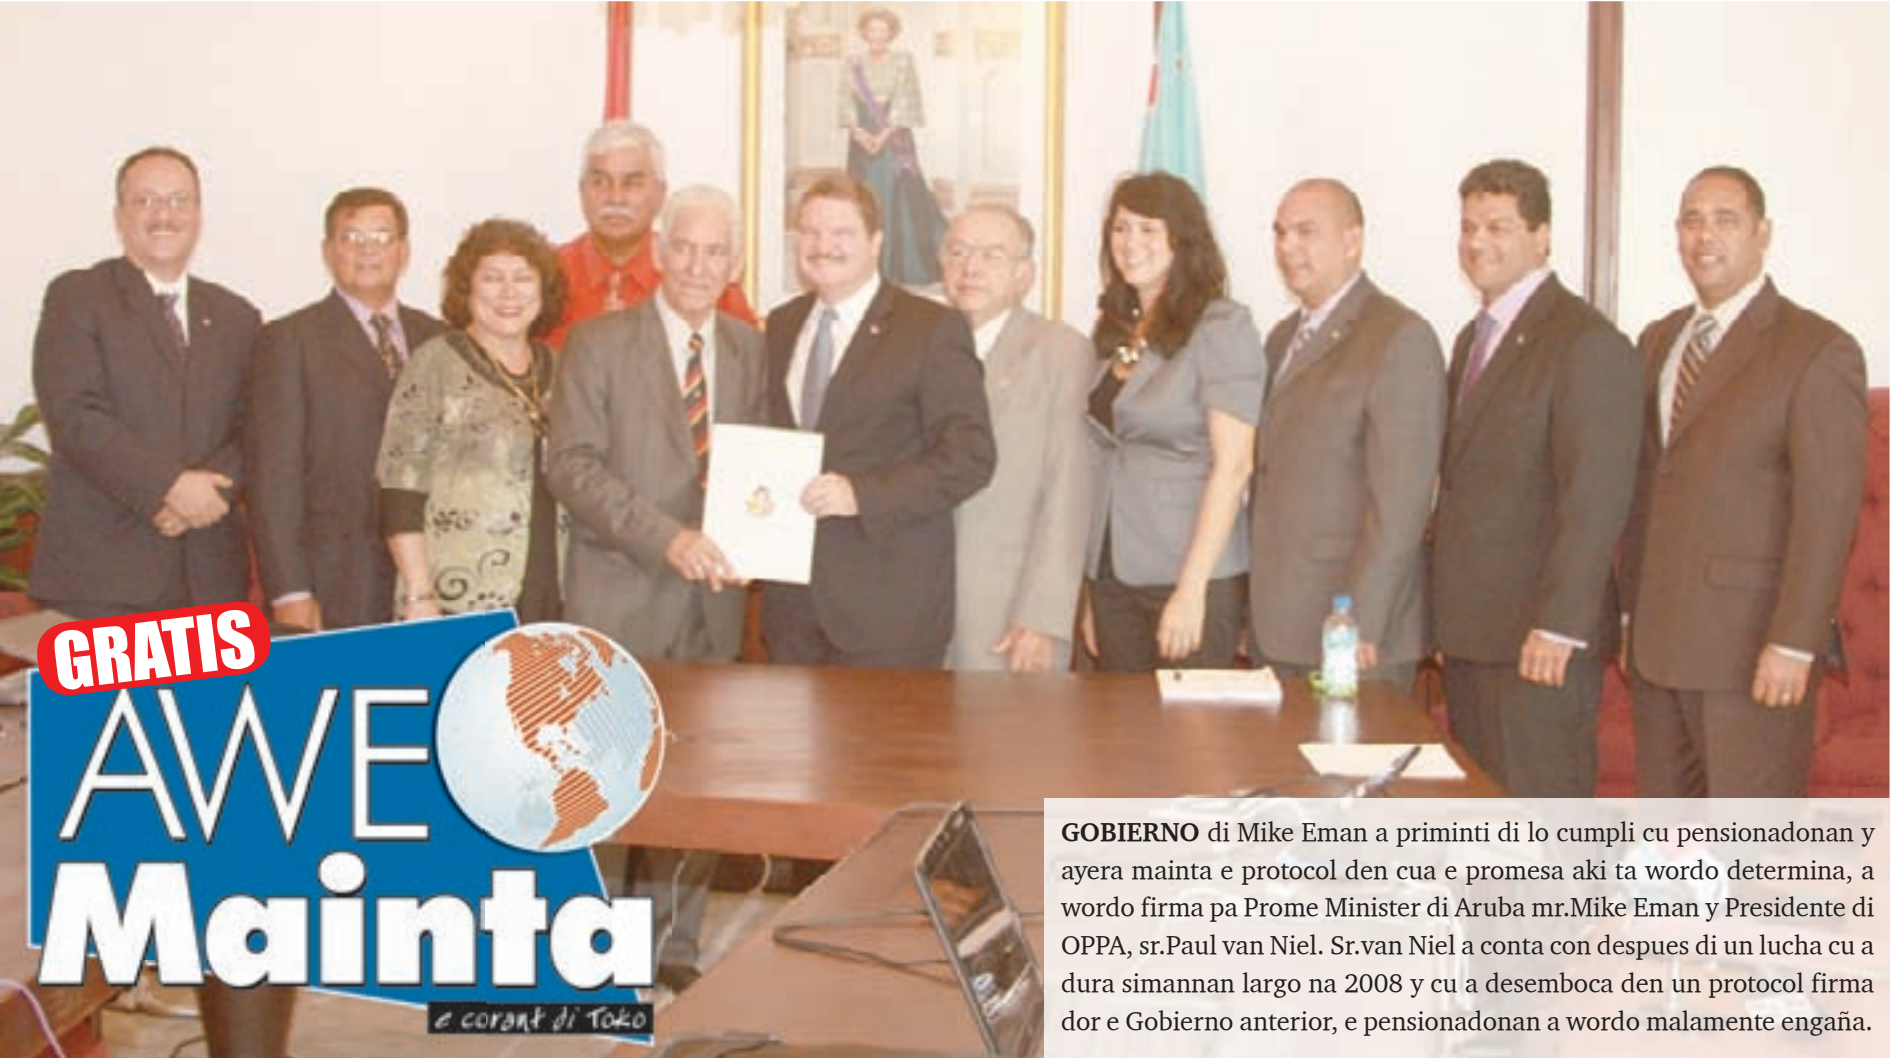 GRATIS
AWE
Mainta
e corant di Toko
GOBIERNO di Mike Eman a priminti di lo cumpli cu pensionadonan y
ayera mainta e protocol den cua e promesa aki ta wordo determina, a
wordo firma pa Prome Minister di Aruba mr.Mike Eman y Presidente di
OPPA, sr.Paul van Niel. Sr.van Niel a conta con despues di un lucha cu a
dura simannan largo na 2008 y cu a desemboca den un protocol firma
dor e Gobierno anterior, e pensionadonan a wordo malamente engaña.